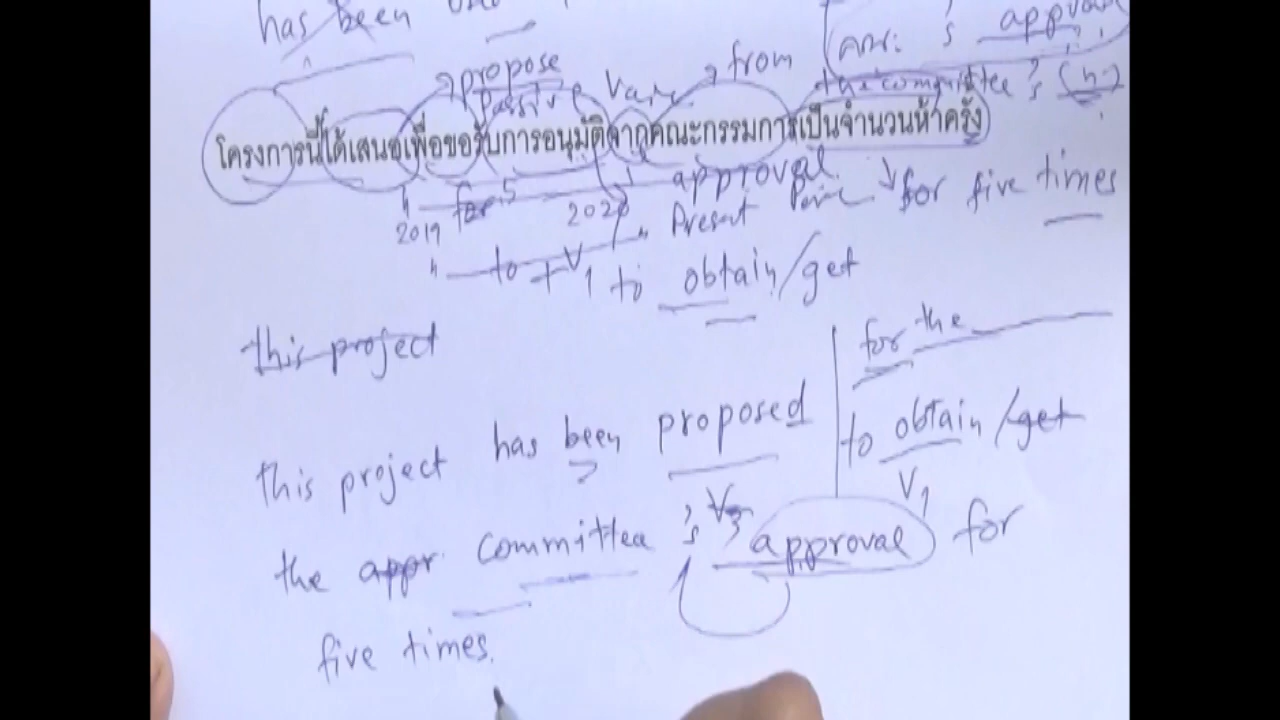 has been
's approval
propose
from
Passive
the committee's (n.)
โครงการนี้ได้เสนอเพื่อขอรับการอนุมัติจากคณะกรรมการเป็นจำนวนห้าครั้ง
approval
for 5
2019
2020
Present
for five times
to + V1 to obtain/get
this project
for the
this project has been proposed
to obtain/get
V3
V1
the appr. committee's approval for
five times.